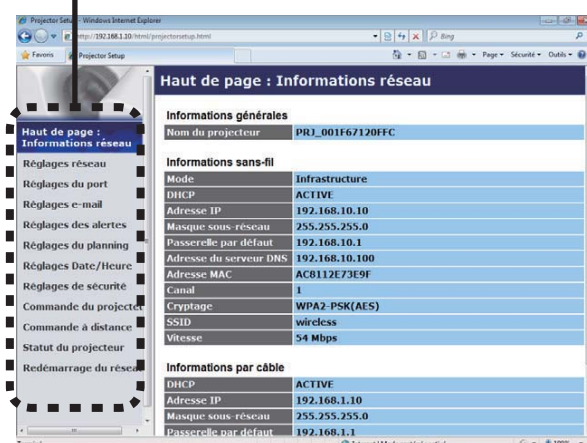 Projector Setup - Windows Internet Explorer
http://192.168.1.10/html/projectorsetup.html
Bing
Favoris
Projector Setup
Page
Sécurité
Outils
Haut de page :
Informations réseau
Réglages réseau
Réglages du port
Réglages e-mail
Réglages des alertes
Réglages du planning
Réglages Date/Heure
Réglages de sécurité
Commande du projecte
Commande à distance
Statut du projecteur
Redémarrage du résea
Haut de page : Informations réseau
Informations générales
Nom du projecteur PRJ_001F67120FFC
Informations sans-fil
Mode Infrastructure
DHCP ACTIVE
Adresse IP 192.168.10.10
Masque sous-réseau 255.255.255.0
Passerelle par défaut 192.168.10.1
Adresse du serveur DNS 192.168.10.100
Adresse MAC AC8112E73E9F
Canal 1
Cryptage WPA2-PSK(AES)
SSID wireless
Vitesse 54 Mbps
Informations par câble
DHCP ACTIVE
Adresse IP 192.168.1.10
Masque sous-réseau 255.255.255.0
Passerelle par défaut 192.168.1.1